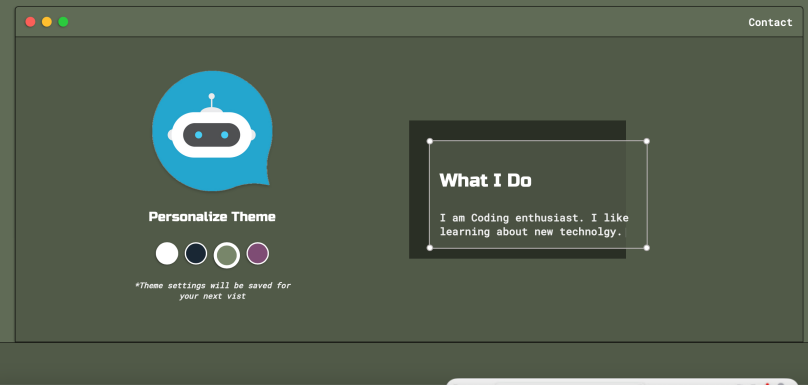 Contact
Personalize Theme
*Theme settings will be saved for
your next vist
What I Do
I am Coding enthusiast. I like
learning about new technolgy.